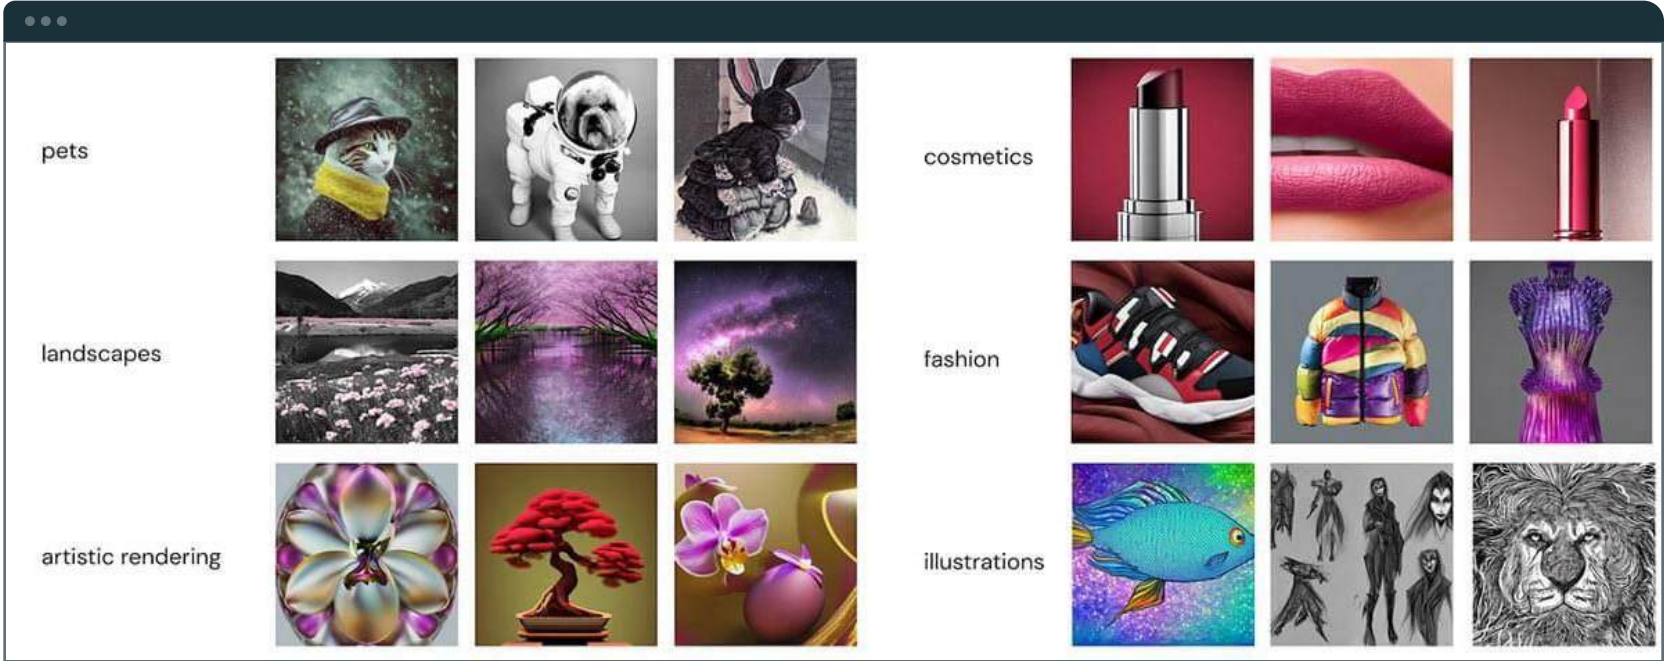 pets
cosmetics
landscapes
fashion
artistic rendering
illustrations